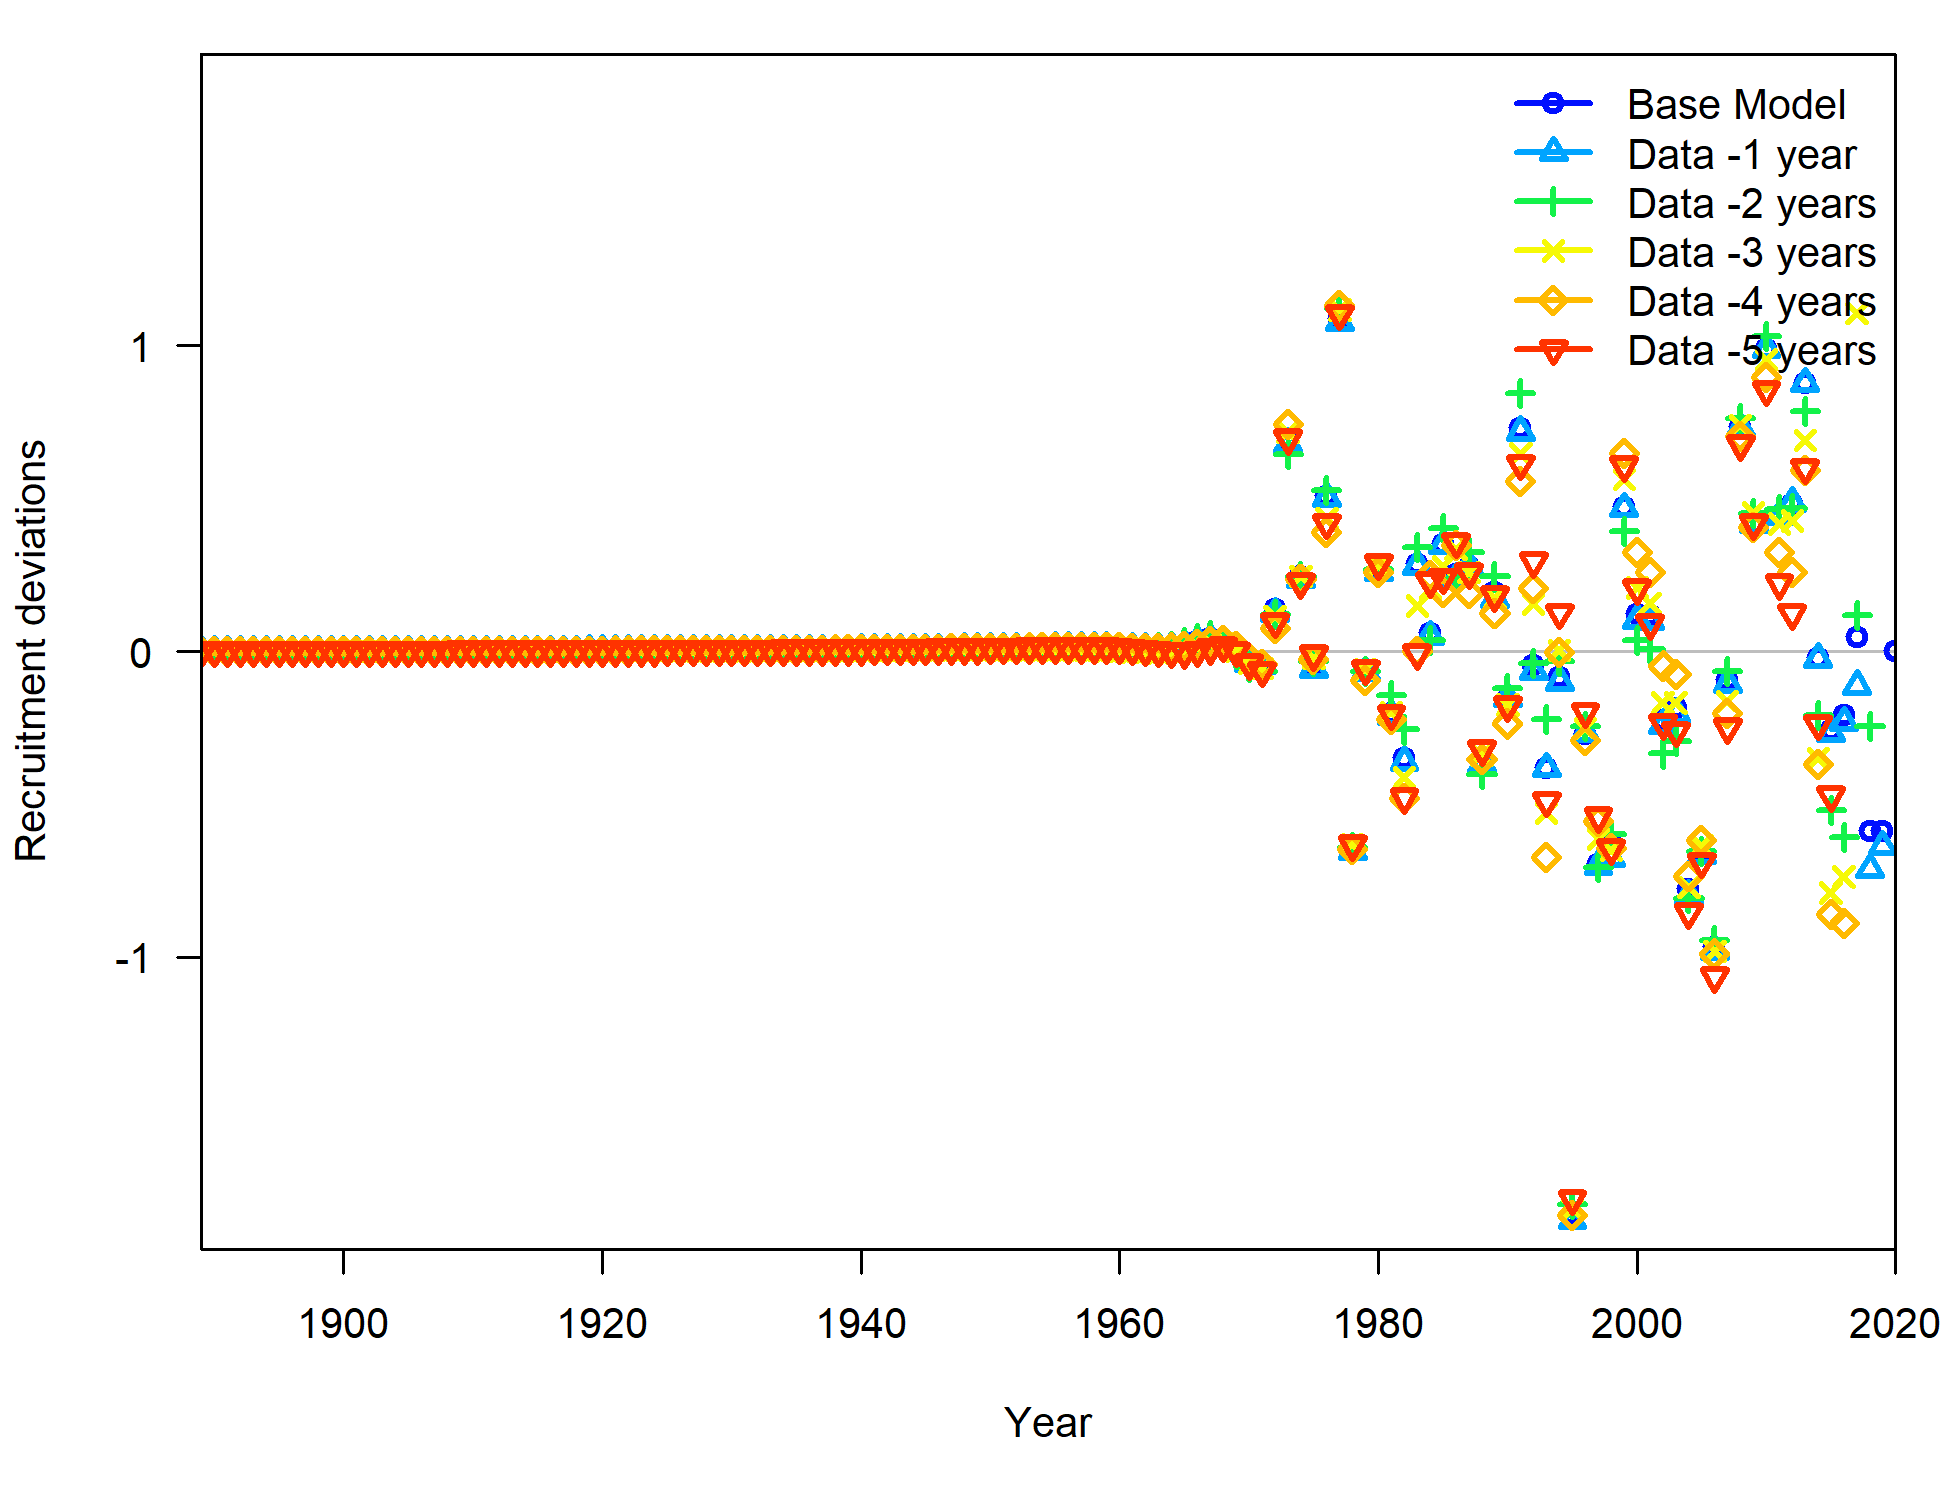 Base Model
Data -1 year
Data -2 years
Data -3 years
Data -4 years
Data -5 years
1
0
-1
Recruitment deviations
1900 1920 1940 1960 1980 2000 2020
Year